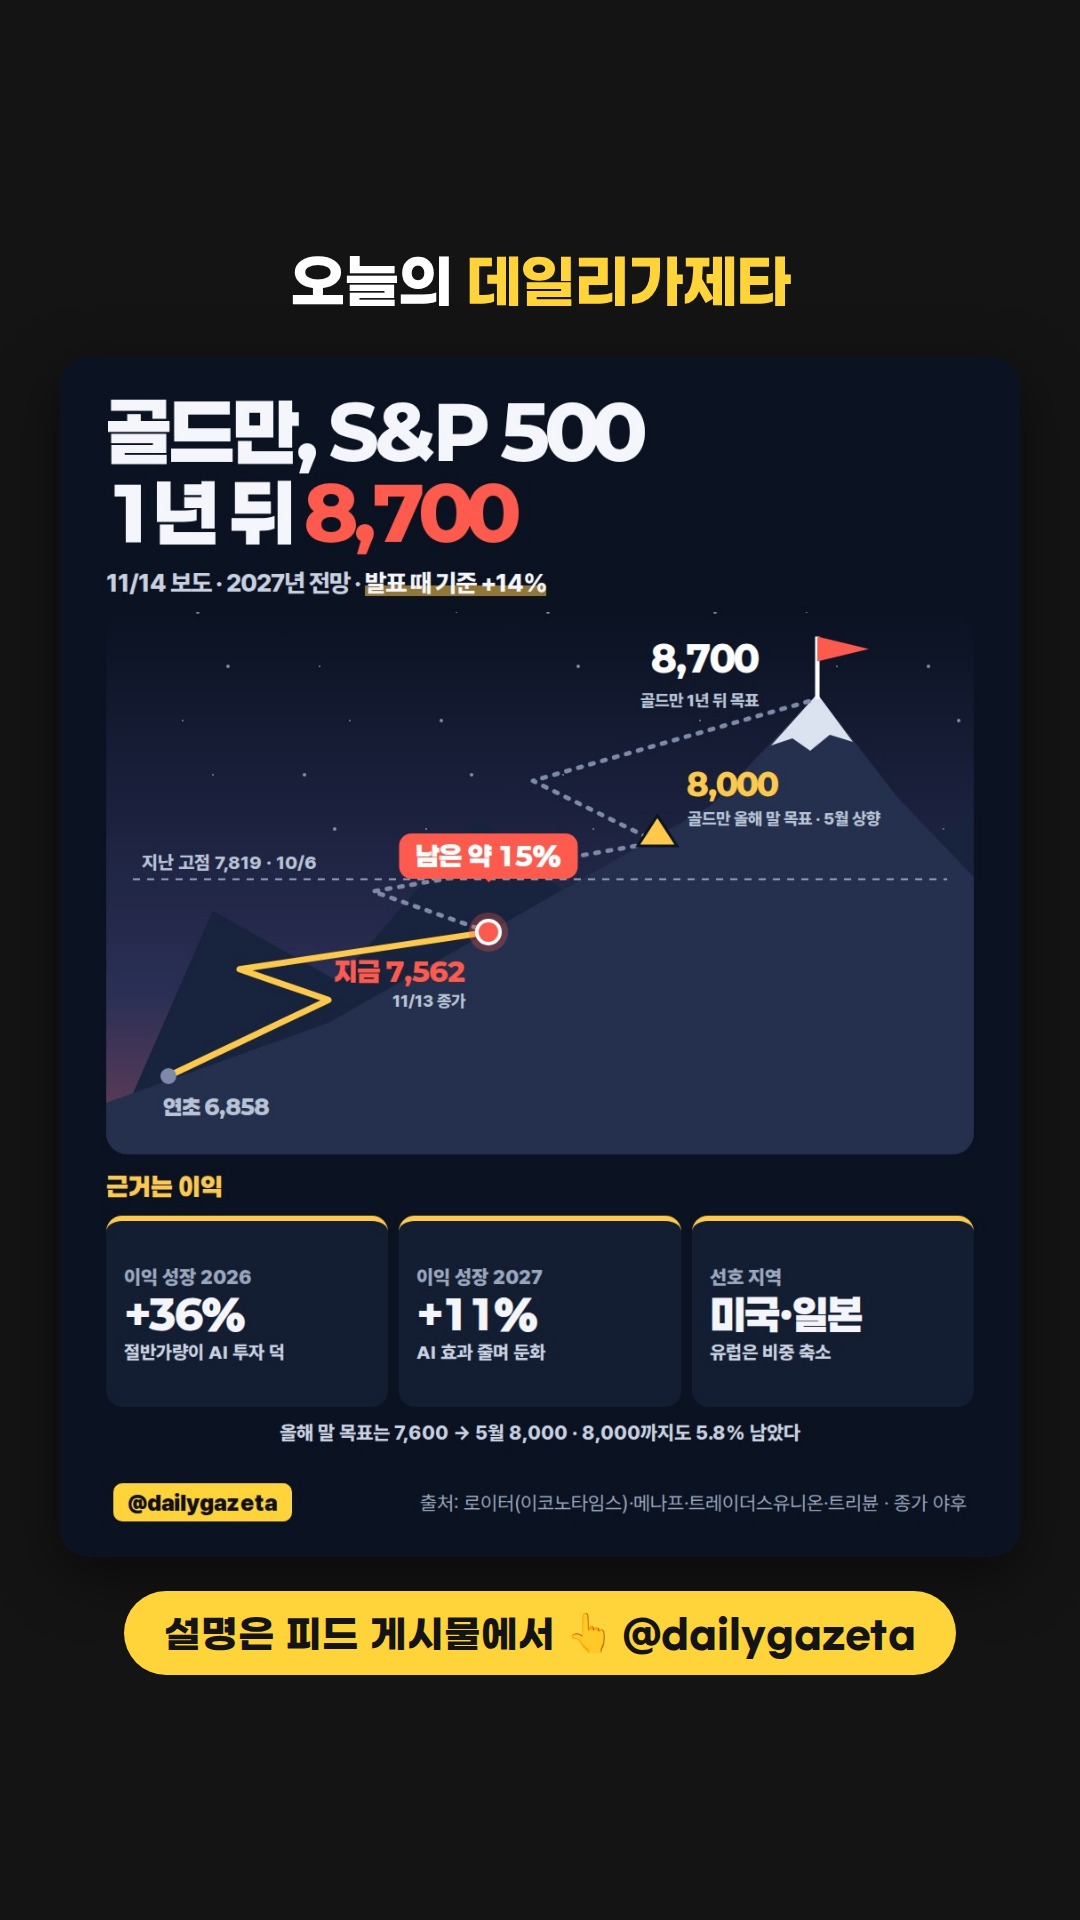 오늘의 데일리가제타
골드만, S&P 500
1년 뒤 8,700
11/14 보도 · 2027년 전망 · 발표 때 기준 +14%
8,700
골드만 1년 뒤 목표
8,000
골드만 올해 말 목표 · 5월 상향
남은 약 15%
지난 고점 7,819 · 10/6
지금 7,562
11/13 종가
연초 6,858
근거는 이익
이익 성장 2026
+36%
절반가량이 AI 투자 덕
이익 성장 2027
+11%
AI 효과 줄며 둔화
선호 지역
미국·일본
유럽은 비중 축소
올해 말 목표는 7,600 → 5월 8,000 · 8,000까지도 5.8% 남았다
@dailygazeta
출처: 로이터(이코노타임스)·메나프·트레이더스유니온·트리뷴 · 종가 야후
설명은 피드 게시물에서 👆 @dailygazeta